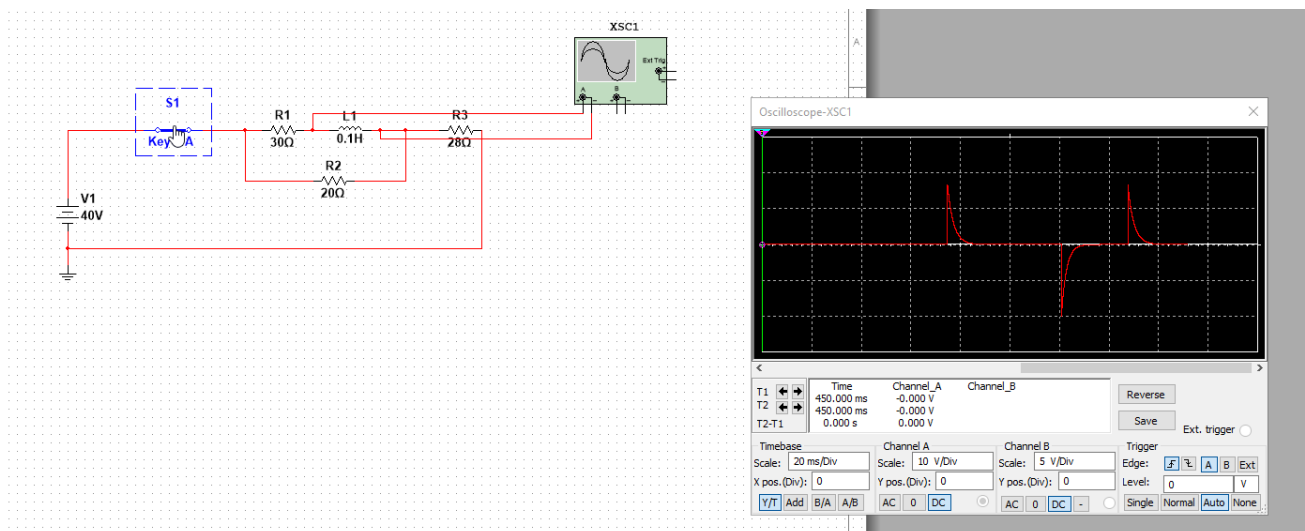 XSC1
Ext Trig
A B
S1
Key A
R1
30Ω
L1
0.1H
R3
28Ω
R2
20Ω
V1
40V
A
Oscilloscope-XSC1
Time Channel_A Channel_B
T1 450.000 ms -0.000 V
T2 450.000 ms -0.000 V
T2-T1 0.000 s 0.000 V
Reverse
Save
Ext. trigger
Timebase
Scale: 20 ms/Div
X pos.(Div): 0
Y/T Add B/A A/B
Channel A
Scale: 10 V/Div
Y pos.(Div): 0
AC 0 DC
Channel B
Scale: 5 V/Div
Y pos.(Div): 0
AC 0 DC -
Trigger
Edge: A B Ext
Level: 0 V
Single Normal Auto None